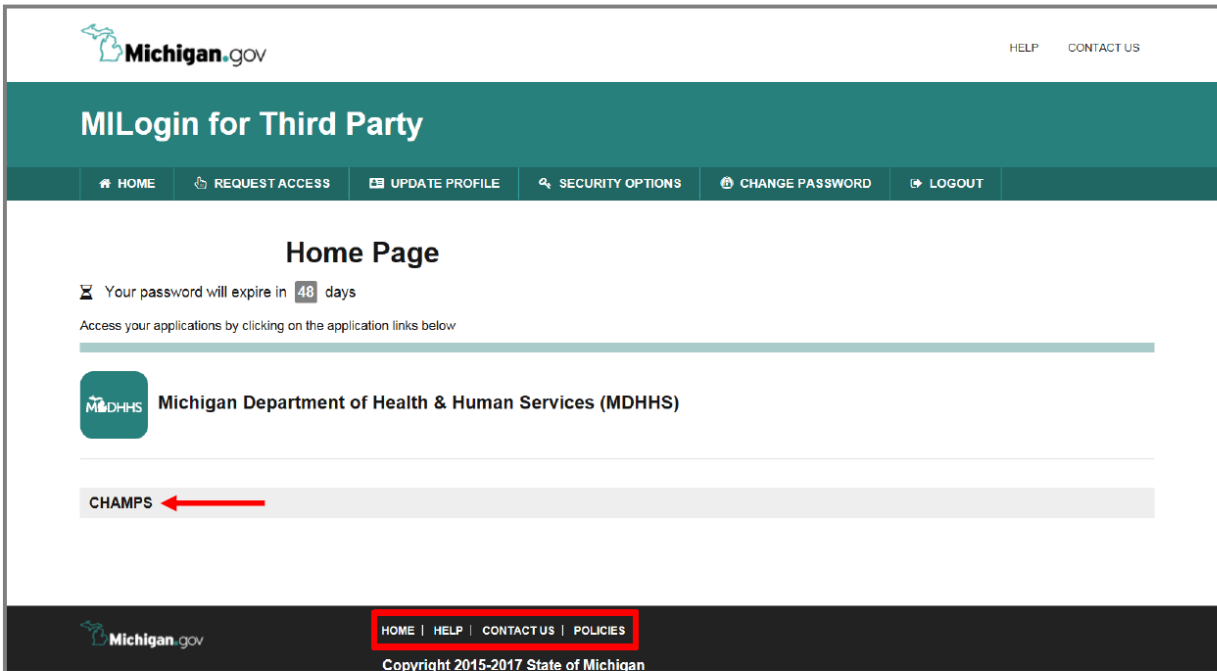 Michigan.gov
HELP CONTACT US
MILogin for Third Party
HOME REQUEST ACCESS UPDATE PROFILE SECURITY OPTIONS CHANGE PASSWORD LOGOUT
Home Page
Your password will expire in 48 days
Access your applications by clicking on the application links below
MDHHS Michigan Department of Health & Human Services (MDHHS)
CHAMPS
Michigan.gov
HOME | HELP | CONTACT US | POLICIES
Copyright 2015-2017 State of Michigan